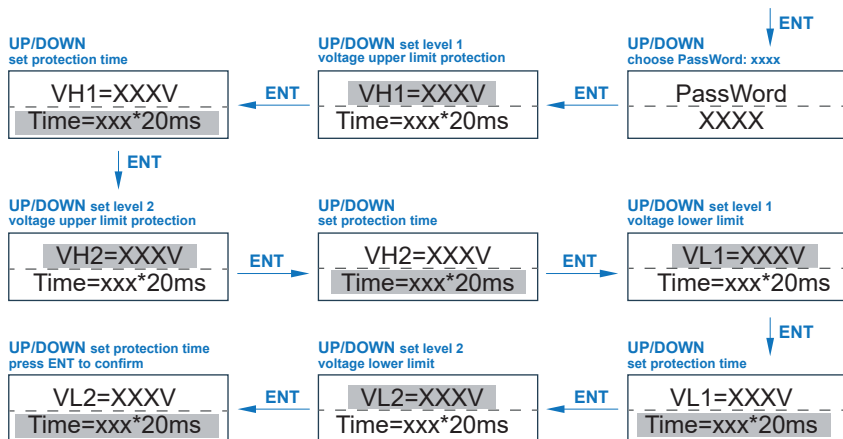 ENT
UP/DOWN
set protection time
VH1=XXXV
Time=xxx*20ms
ENT
UP/DOWN set level 1
voltage upper limit protection
VH1=XXXV
Time=xxx*20ms
ENT
UP/DOWN
choose PassWord: xxxx
PassWord
XXXX
ENT
UP/DOWN set level 2
voltage upper limit protection
VH2=XXXV
Time=xxx*20ms
ENT
UP/DOWN
set protection time
VH2=XXXV
Time=xxx*20ms
ENT
UP/DOWN set level 1
voltage lower limit
VL1=XXXV
Time=xxx*20ms
ENT
UP/DOWN set protection time
press ENT to confirm
VL2=XXXV
Time=xxx*20ms
ENT
UP/DOWN set level 2
voltage lower limit
VL2=XXXV
Time=xxx*20ms
ENT
UP/DOWN
set protection time
VL1=XXXV
Time=xxx*20ms